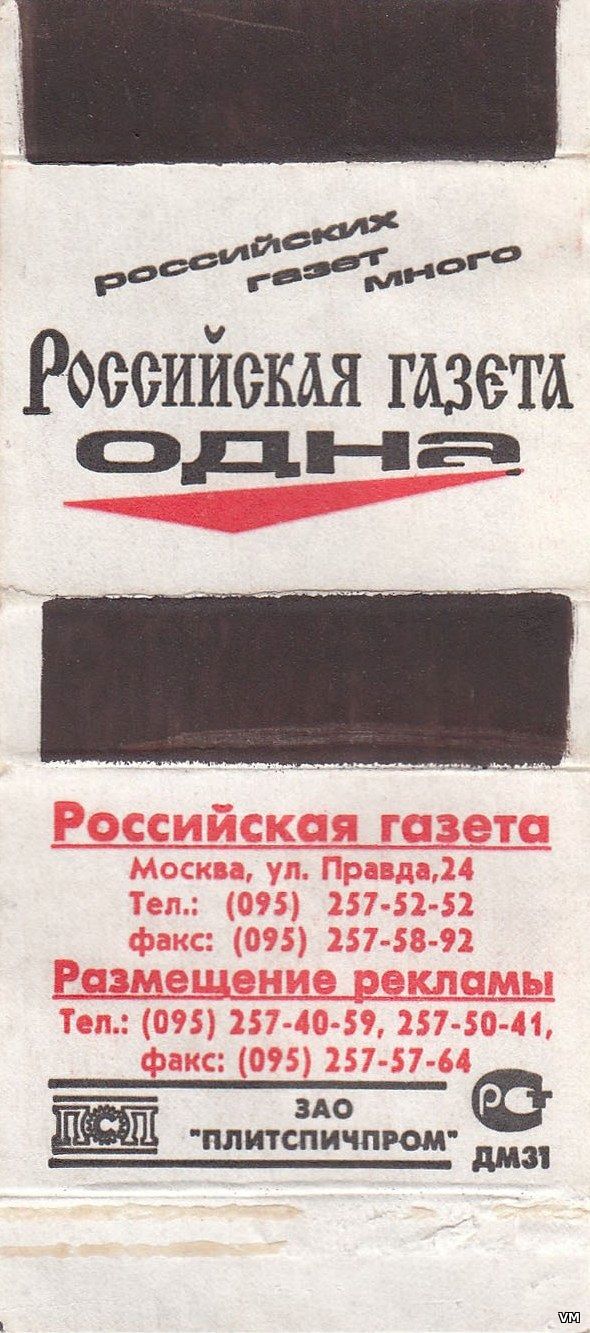 российских
газет много
Российская газета
одна
Российская газета
Москва, ул. Правда,24
Тел.: (095) 257-52-52
факс: (095) 257-58-92
Размещение рекламы
Тел.: (095) 257-40-59, 257-50-41,
факс: (095) 257-57-64
ПСП
ЗАО
"ПЛИТСПИЧПРОМ"
РСТ
ДМ31
VM